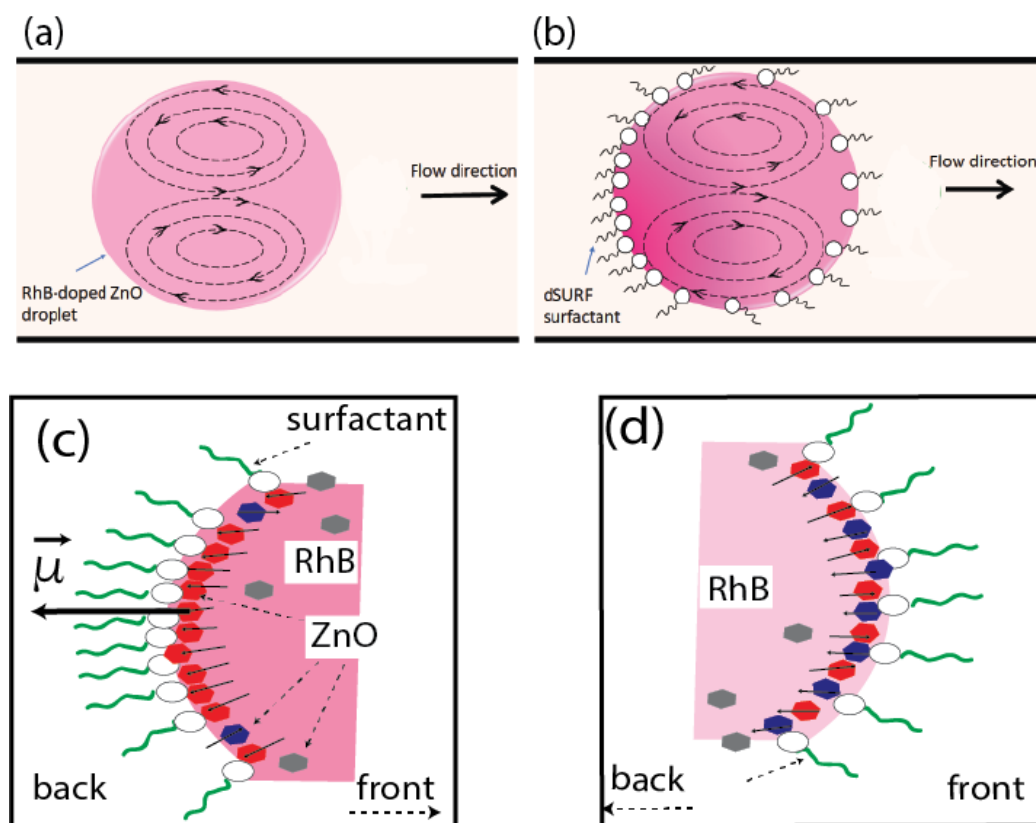 (a)
Flow direction
RhB-doped ZnO
droplet
(b)
Flow direction
dSURF
surfactant
(c)
surfactant
μ
RhB
ZnO
back
front
(d)
RhB
back
front